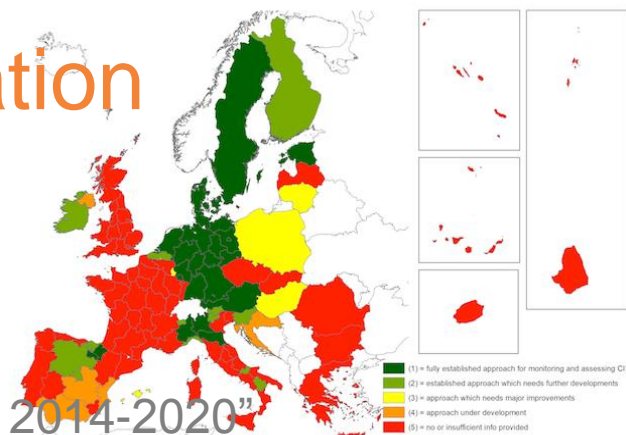 ation
(1) = fully established approach for monitoring and assessing CI
(2) = established approach which needs further developments
(3) = approach which needs major improvements
(4) = approach under development
(5) = no or insufficient info provided
2014-2020”